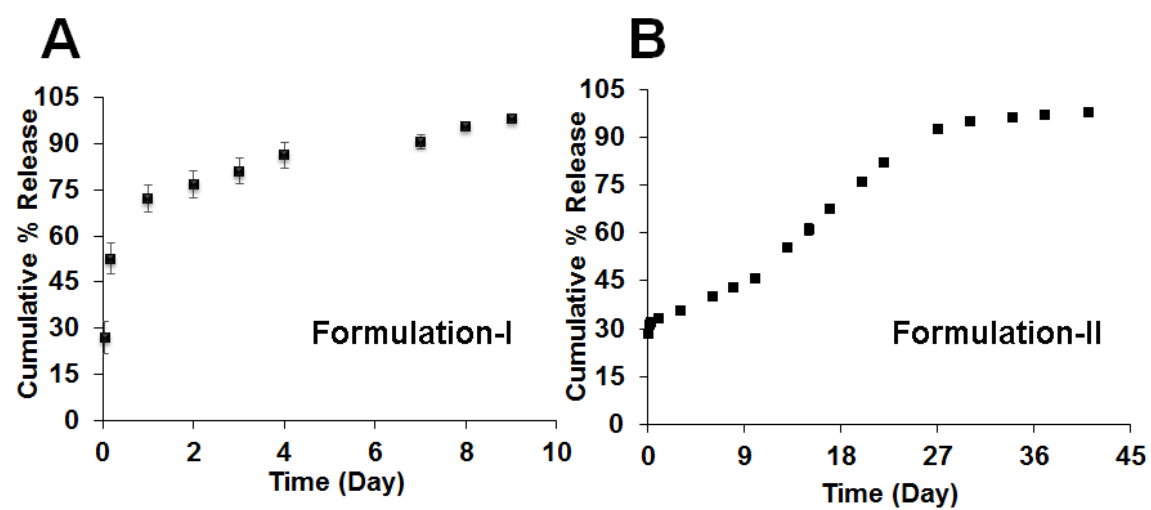 A
Cumulative % Release
105
90
75
60
45
30
15
0
0 2 4 6 8 10
Time (Day)
Formulation-I
B
Cumulative % Release
105
90
75
60
45
30
15
0
0 9 18 27 36 45
Time (Day)
Formulation-II